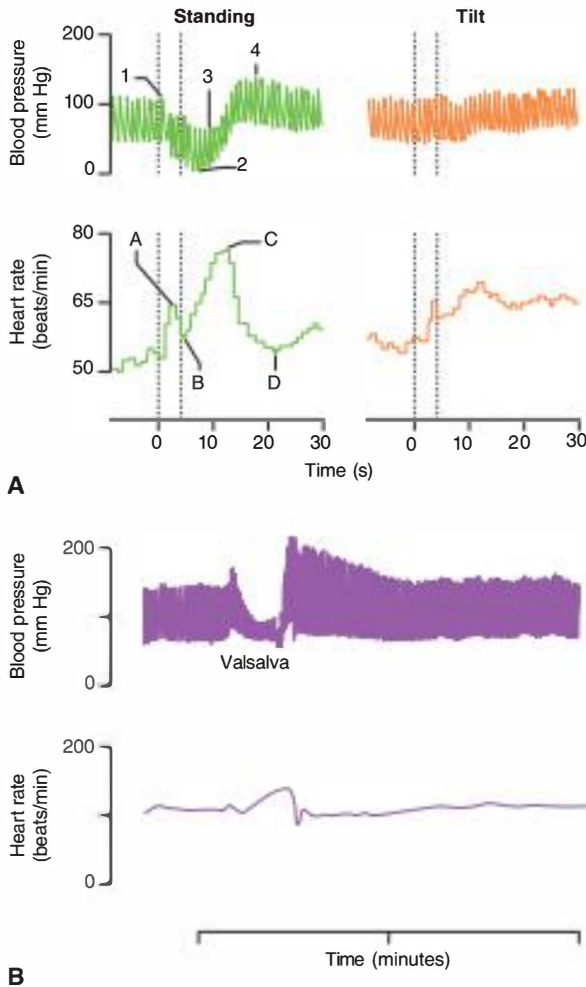 Standing Tilt
200
100
0
Blood pressure
(mm Hg)
1
3
4
2
80
65
50
Heart rate
(beats/min)
A
C
B
D
0 10 20 30 0 10 20 30
Time (s)
A
200
0
Blood pressure
(mm Hg)
Valsalva
200
0
Heart rate
(beats/min)
Time (minutes)
B